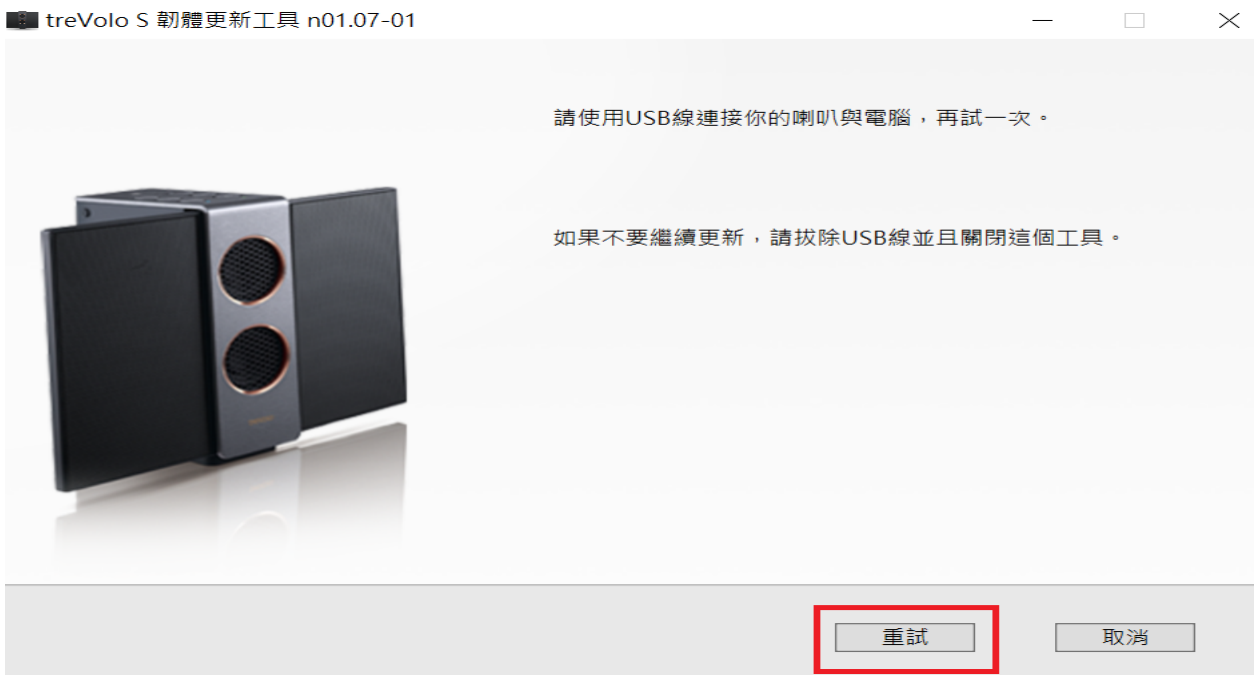 treVolo S 韌體更新工具 n01.07-01
請使用USB線連接你的喇叭與電腦，再試一次。
如果不要繼續更新，請拔除USB線並且關閉這個工具。
重試
取消